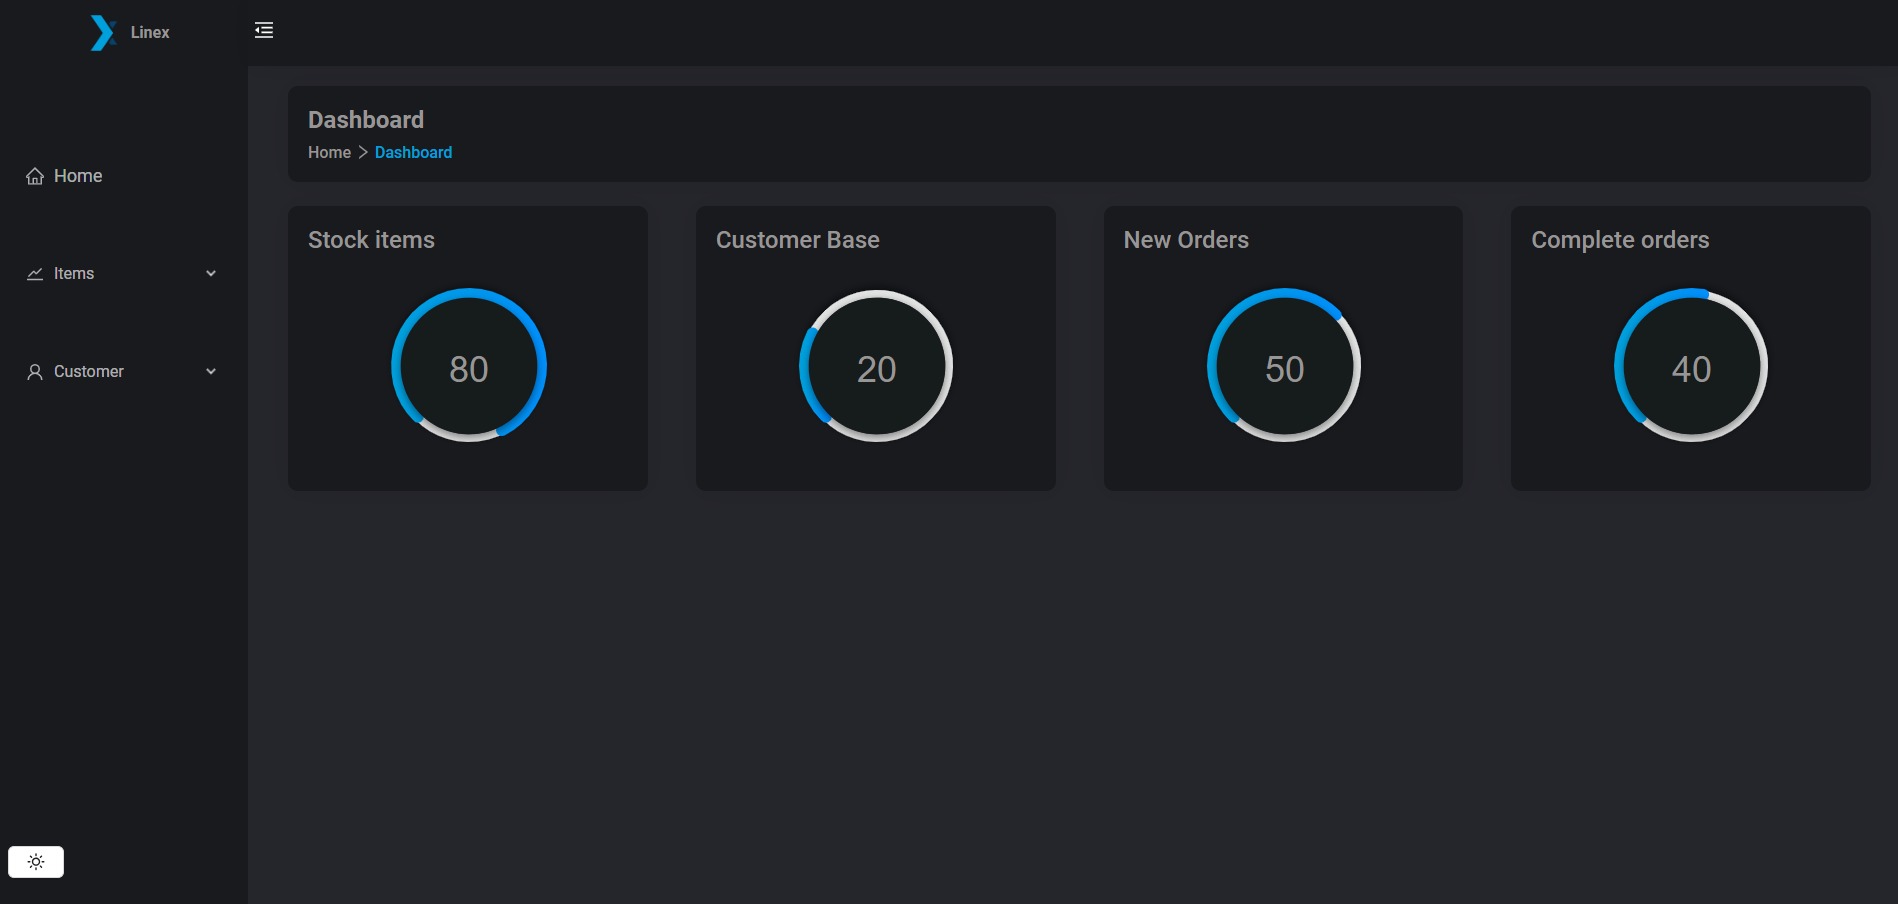 Linex
Home
Items
Customer
Dashboard
Home > Dashboard
Stock items
80
Customer Base
20
New Orders
50
Complete orders
40